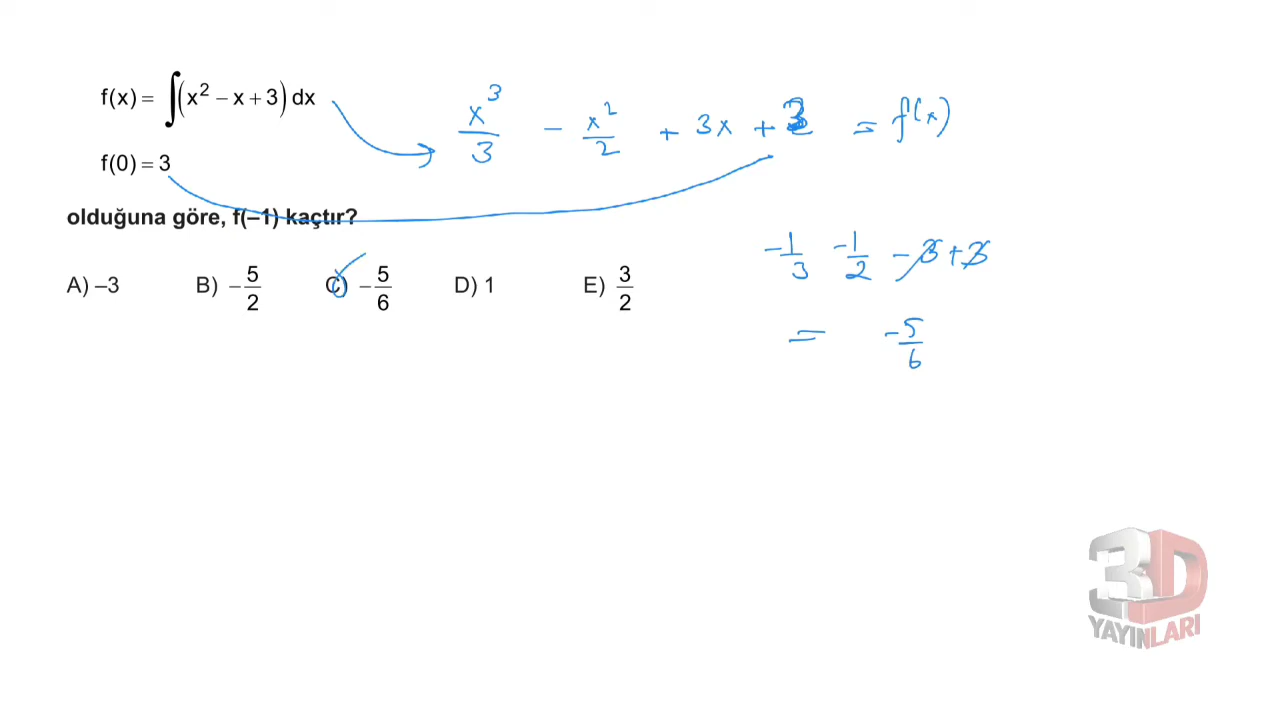 f(x) = ∫(x² − x + 3) dx
x³/3 − x²/2 + 3x + 3 = f(x)
f(0) = 3
olduğuna göre, f(−1) kaçtır?
-1/3 -1/2 - 3 + 3
A) –3 B) −5/2 C) −5/6 D) 1 E) 3/2
= -5/6
3D
YAYINLARI